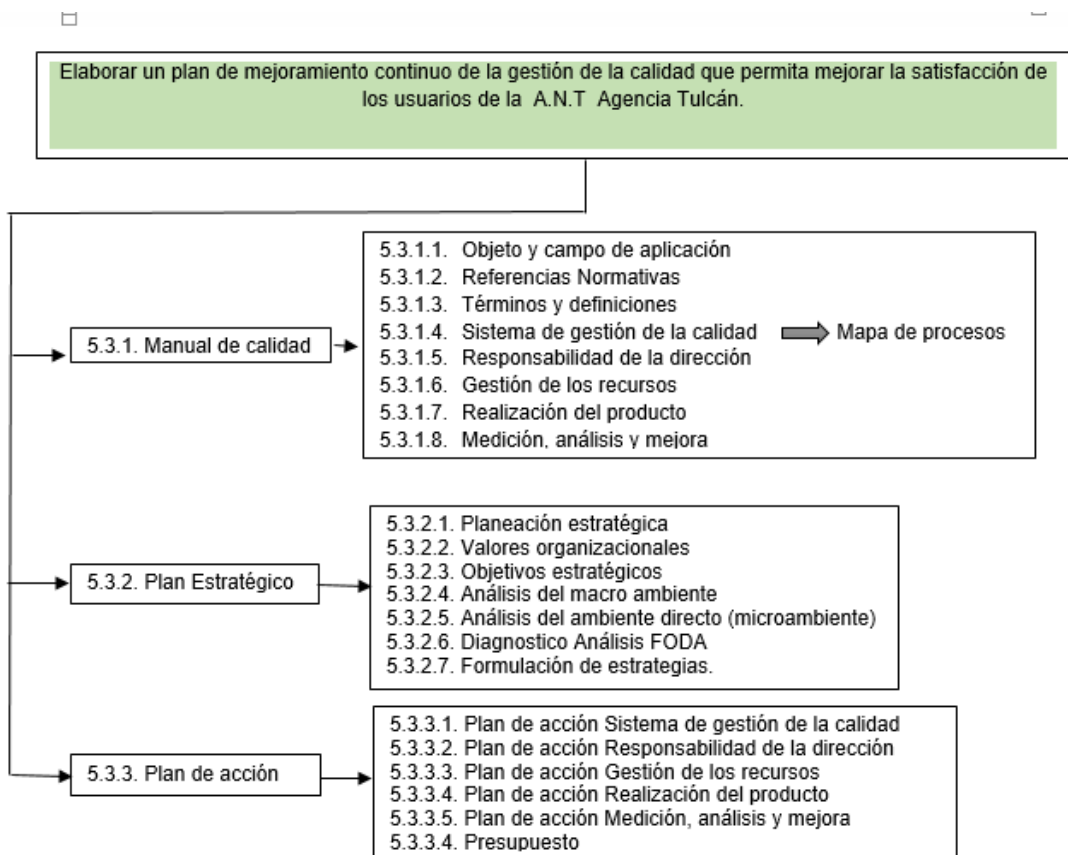 Elaborar un plan de mejoramiento continuo de la gestión de la calidad que permita mejorar la satisfacción de
los usuarios de la A.N.T Agencia Tulcán.
5.3.1. Manual de calidad
5.3.1.1. Objeto y campo de aplicación
5.3.1.2. Referencias Normativas
5.3.1.3. Términos y definiciones
5.3.1.4. Sistema de gestión de la calidad Mapa de procesos
5.3.1.5. Responsabilidad de la dirección
5.3.1.6. Gestión de los recursos
5.3.1.7. Realización del producto
5.3.1.8. Medición, análisis y mejora
5.3.2. Plan Estratégico
5.3.2.1. Planeación estratégica
5.3.2.2. Valores organizacionales
5.3.2.3. Objetivos estratégicos
5.3.2.4. Análisis del macro ambiente
5.3.2.5. Análisis del ambiente directo (microambiente)
5.3.2.6. Diagnostico Análisis FODA
5.3.2.7. Formulación de estrategias.
5.3.3. Plan de acción
5.3.3.1. Plan de acción Sistema de gestión de la calidad
5.3.3.2. Plan de acción Responsabilidad de la dirección
5.3.3.3. Plan de acción Gestión de los recursos
5.3.3.4. Plan de acción Realización del producto
5.3.3.5. Plan de acción Medición, análisis y mejora
5.3.3.4. Presupuesto